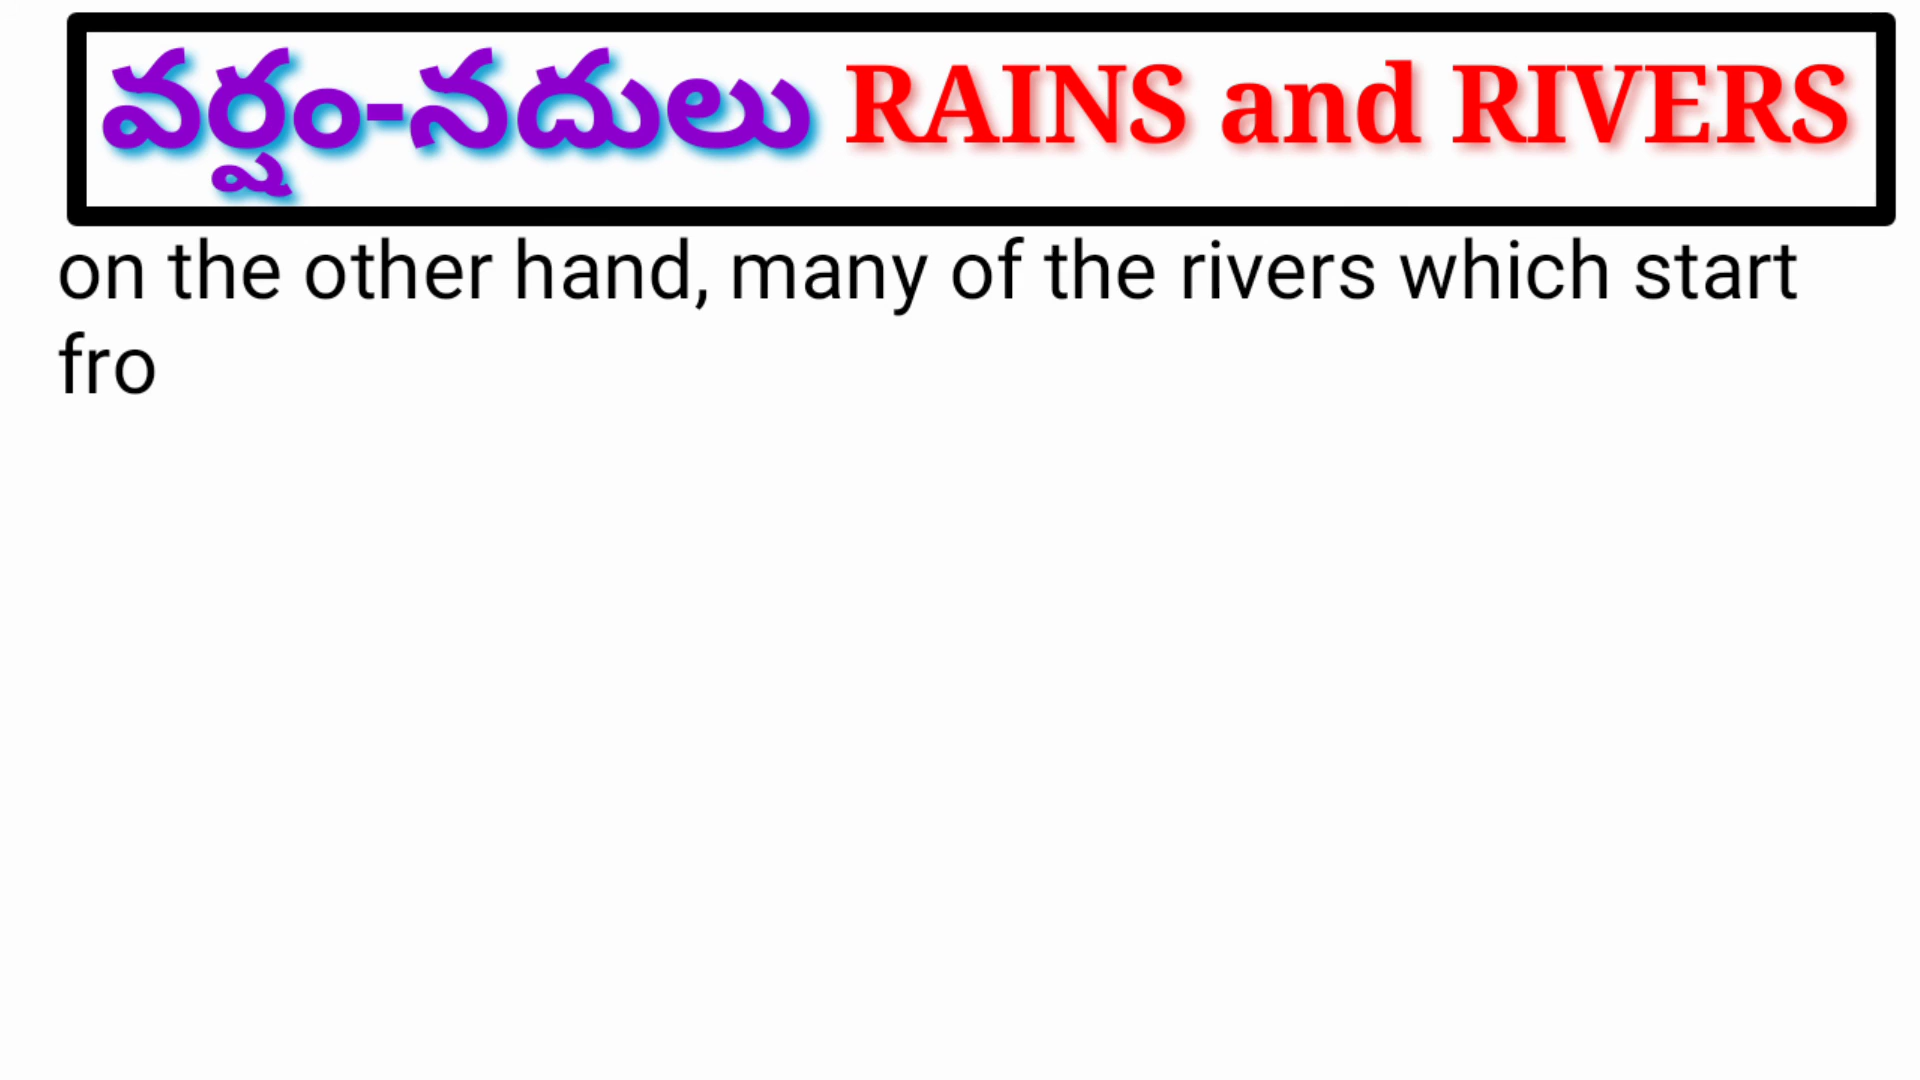 వర్షం-నదులు RAINS and RIVERS
on the other hand, many of the rivers which start
fro